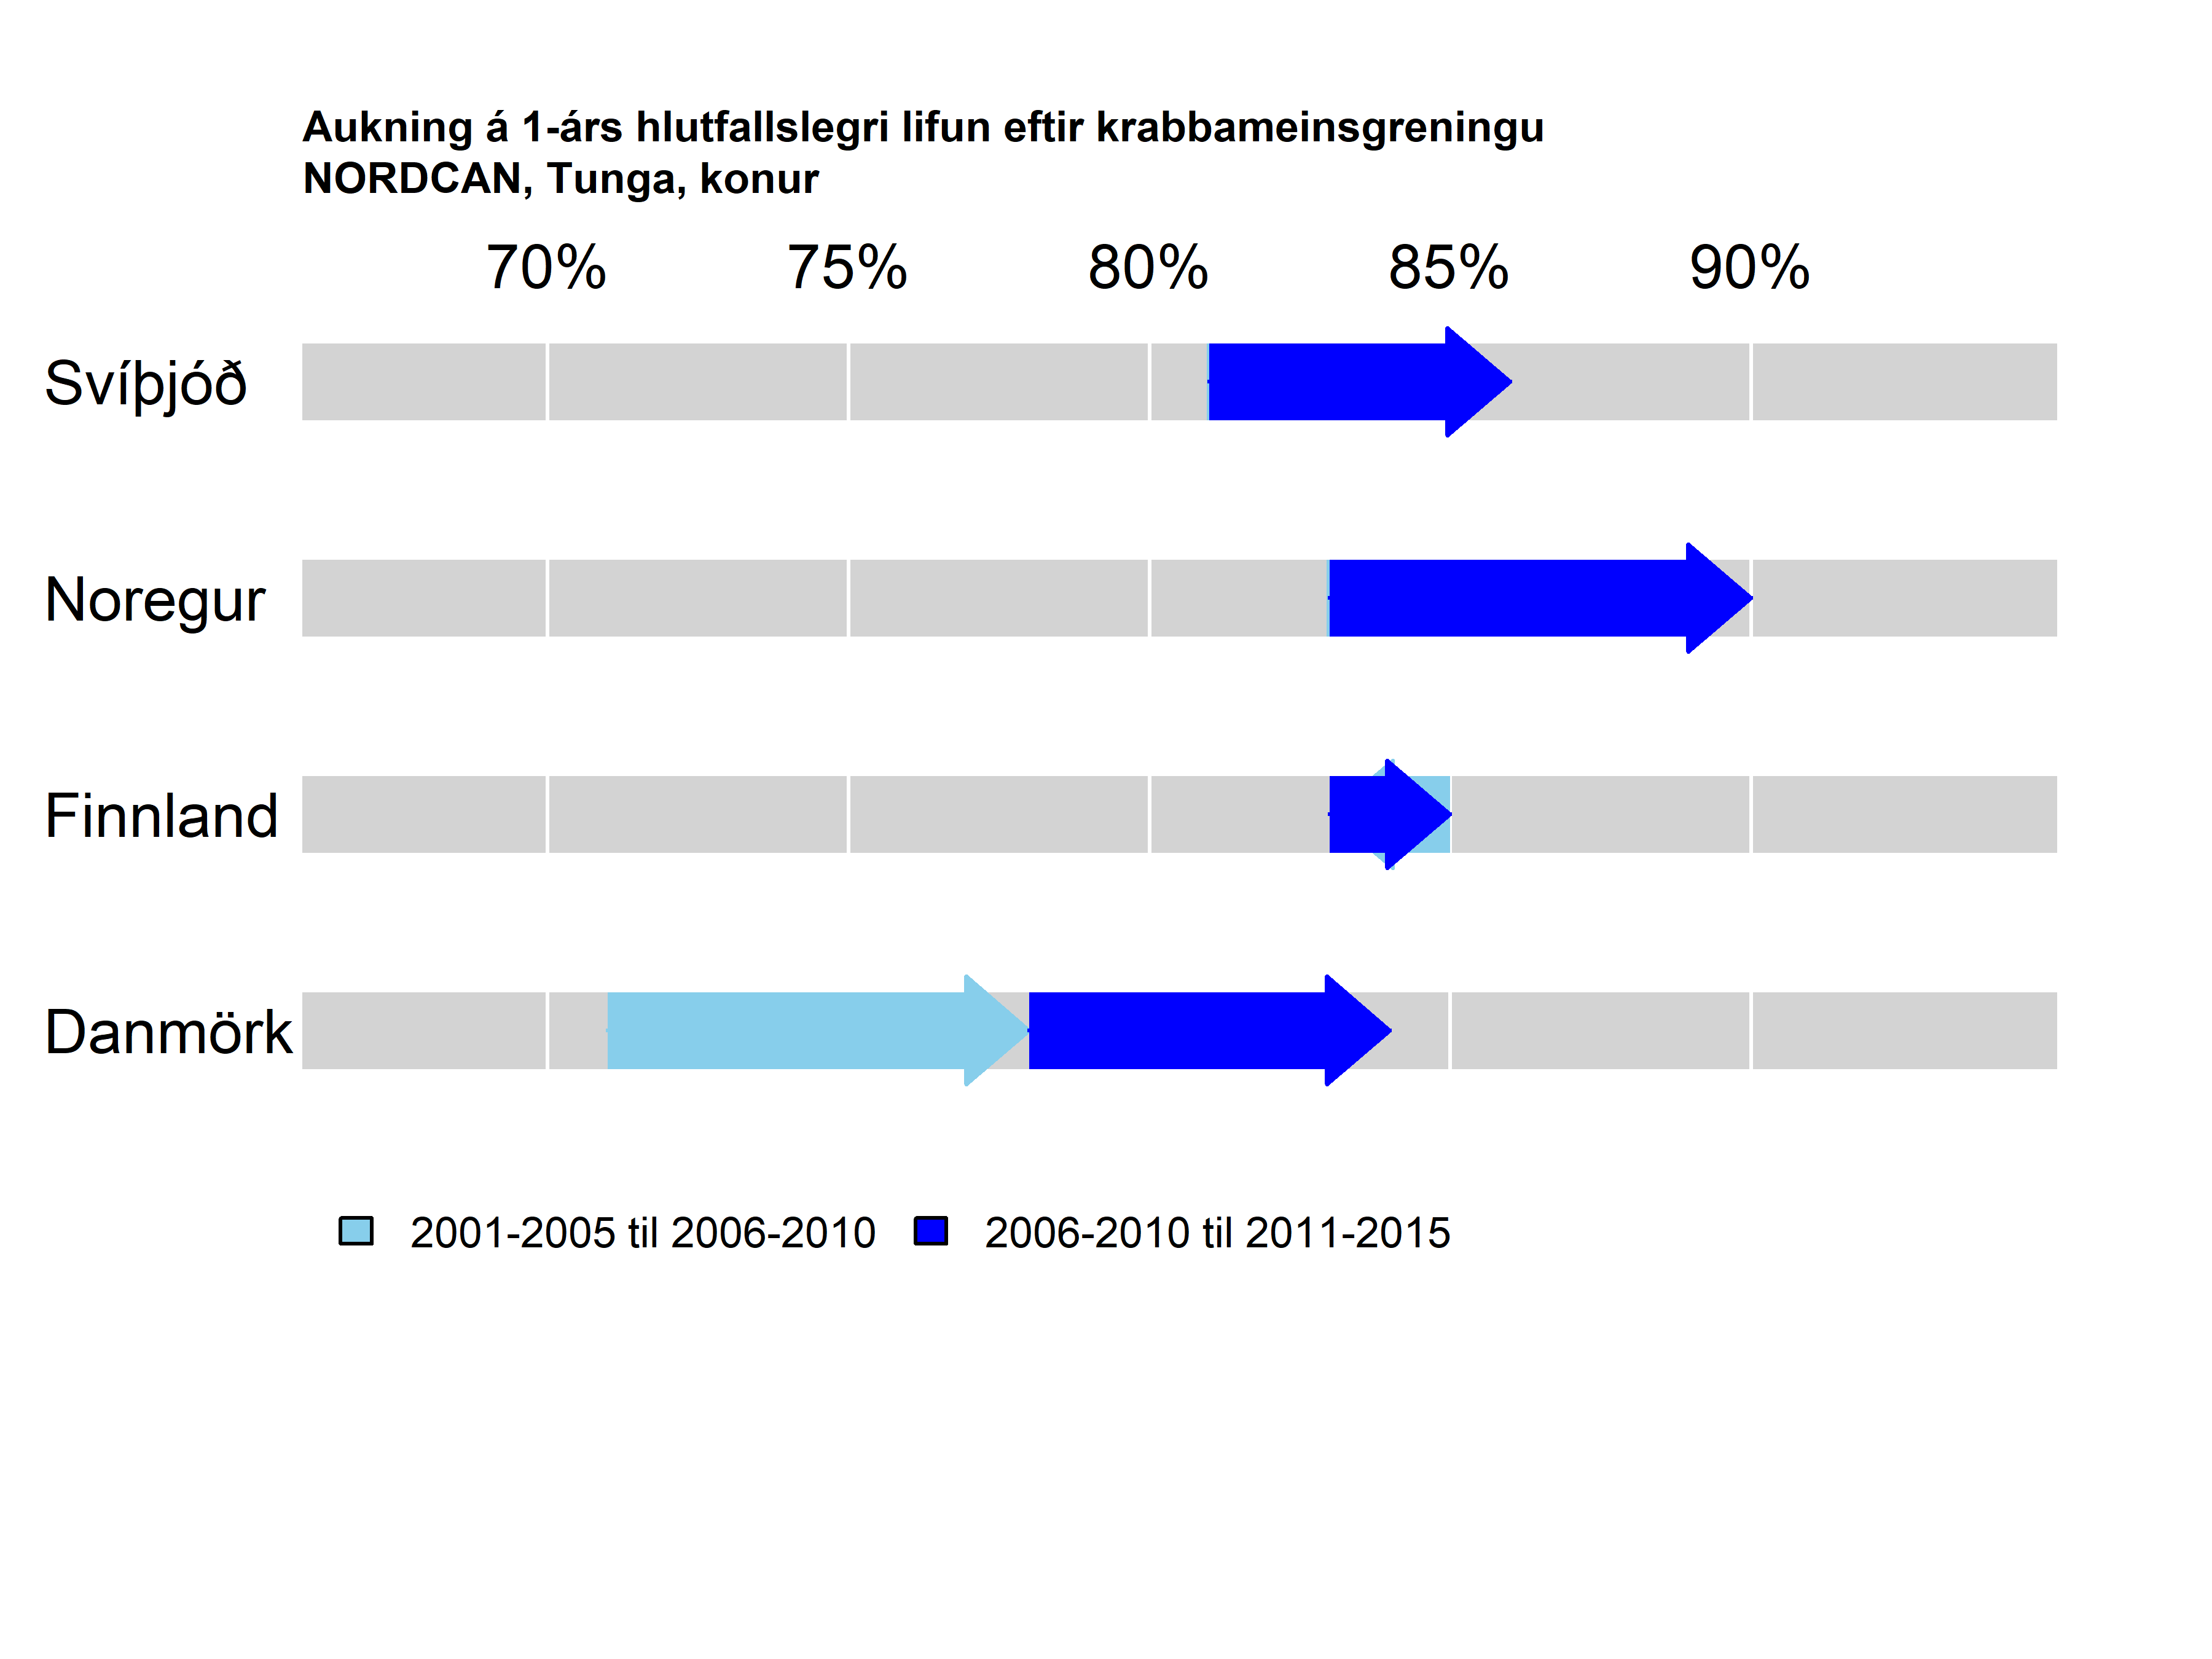 Aukning á 1-árs hlutfallslegri lifun eftir krabbameinsgreiningu
NORDCAN, Tunga, konur
70% 75% 80% 85% 90%
Svíþjóð
Noregur
Finnland
Danmörk
2001-2005 til 2006-2010 2006-2010 til 2011-2015